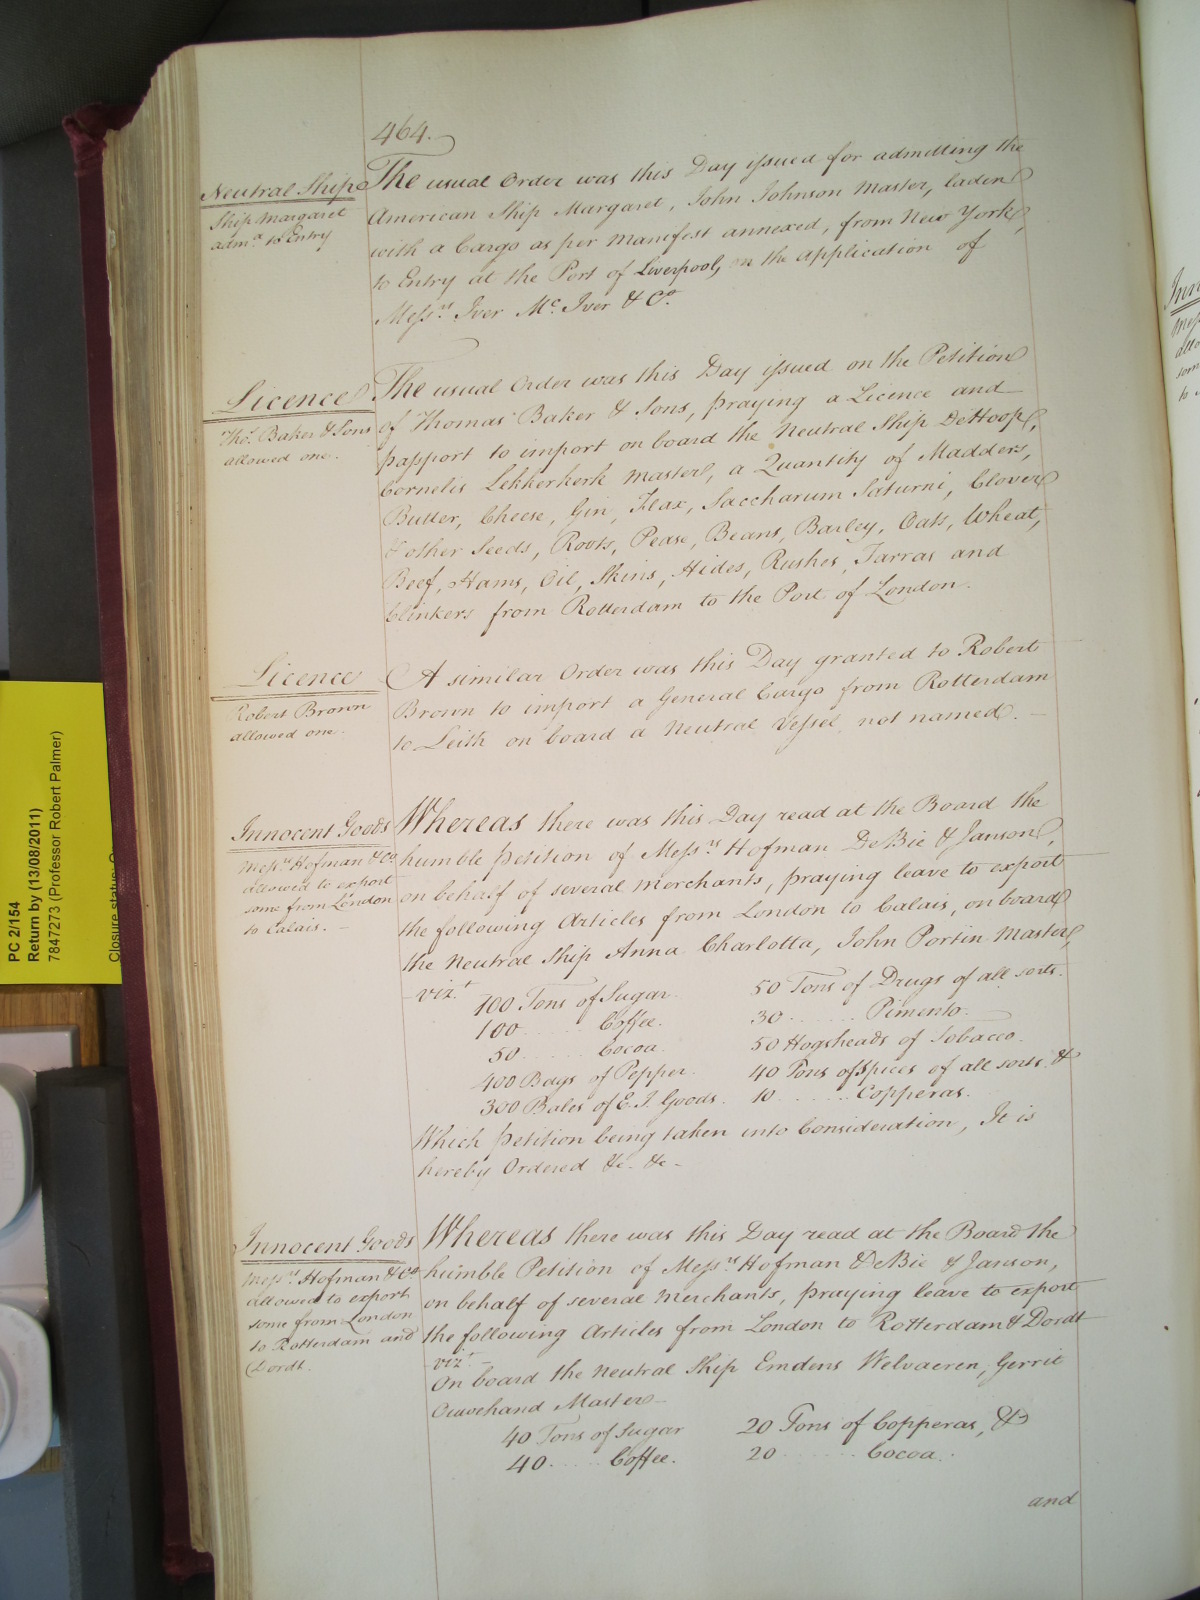 464.
Neutral Ship
Ship Margaret
adm.d to Entry
The usual Order was this Day issued for admitting the
American Ship Margaret, John Johnson Master, laden
with a Cargo as per Manifest annexed, from New York,
to Entry at the Port of Liverpool, on the application of
Mess.rs Iver Mc. Iver & Co.
Licence
Tho.s Baker & Sons
allowed one.
The usual Order was this Day issued on the Petition
of Thomas Baker & Sons, praying a Licence and
passport to import on board the Neutral Ship DeHoop,
Cornelis Lekkerkerk Master, a Quantity of Madders,
Butter, Cheese, Gin, Flax, Saccharum Saturni, Clover
& other Seeds, Roots, Pease, Beans, Barley, Oats, Wheat,
Beef, Hams, Oil, Skins, Hides, Rushes, Tarras and
Clinkers from Rotterdam to the Port of London.
Licence
Robert Brown
allowed one.
A similar Order was this Day granted to Robert
Brown to import a General Cargo from Rotterdam
to Leith on board a Neutral Vessel not named.
Innocent Goods
Mess.rs Hofman & Co
allowed to export
some from London
to Calais.
Whereas there was this Day read at the Board the
humble petition of Mess.rs Hofman DeBie & Janson,
on behalf of several Merchants, praying leave to export
the following Articles from London to Calais, on board
the Neutral Ship Anna Charlotta, John Portin Master,
viz.t
100 Tons of Sugar. 50 Tons of Drugs of all sorts.
100 ...... Coffee. 30 ...... Pimento.
50 ...... Cocoa. 50 Hogsheads of Tobacco.
400 Bags of Pepper. 40 Tons of Spices of all sorts &
300 Bales of E. I. Goods. 10 ...... Copperas.
Which petition being taken into Consideration, It is
hereby Ordered &c. &c -
Innocent Goods
Mess.rs Hofman & Co
allowed to export
some from London
to Rotterdam and
Dordt.
Whereas there was this Day read at the Board the
humble Petition of Mess.rs Hofman DeBie & Janson,
on behalf of several Merchants, praying leave to export
the following Articles from London to Rotterdam & Dordt
viz.t
On board the Neutral Ship Emdens Welvaeren, Gerrit
Ouwehand Master
40 Tons of Sugar 20 Tons of Copperas, &
40 ...... Coffee. 20 ...... Cocoa.
and
PC 2/154
Return by (13/08/2011)
7847273 (Professor Robert Palmer)
Closure status: